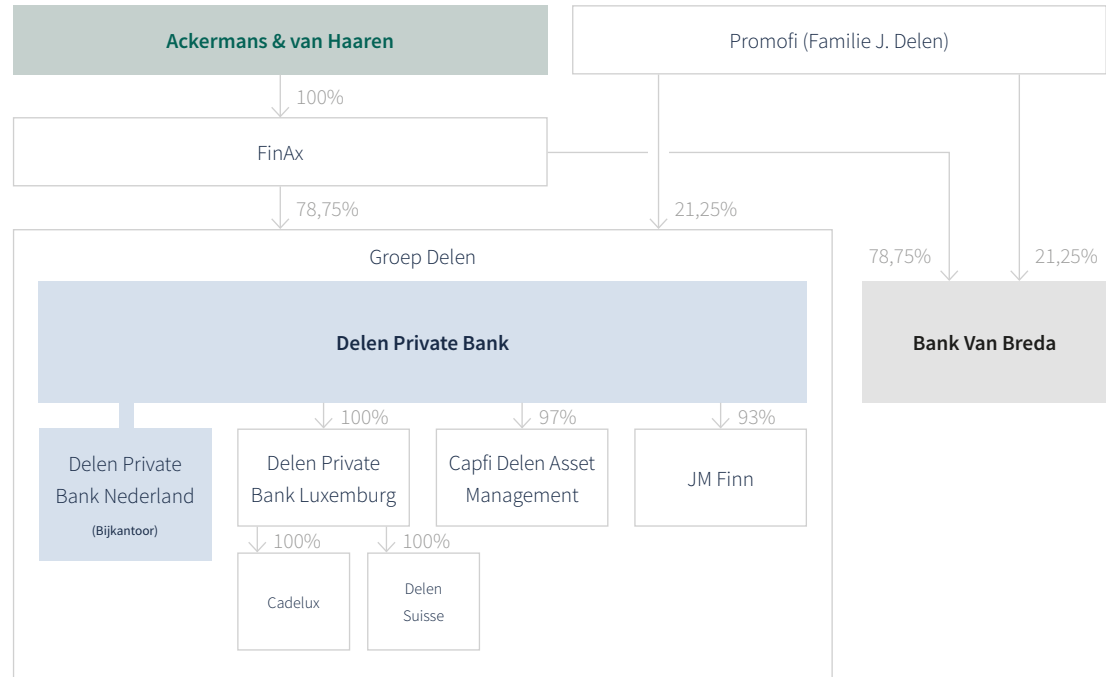 Ackermans & van Haaren
Promofi (Familie J. Delen)
100%
FinAx
78,75%
21,25%
Groep Delen
78,75%
21,25%
Delen Private Bank
Bank Van Breda
100%
97%
93%
Delen Private
Bank Nederland
(Bijkantoor)
Delen Private
Bank Luxemburg
Capfi Delen Asset
Management
JM Finn
100%
100%
Cadelux
Delen
Suisse